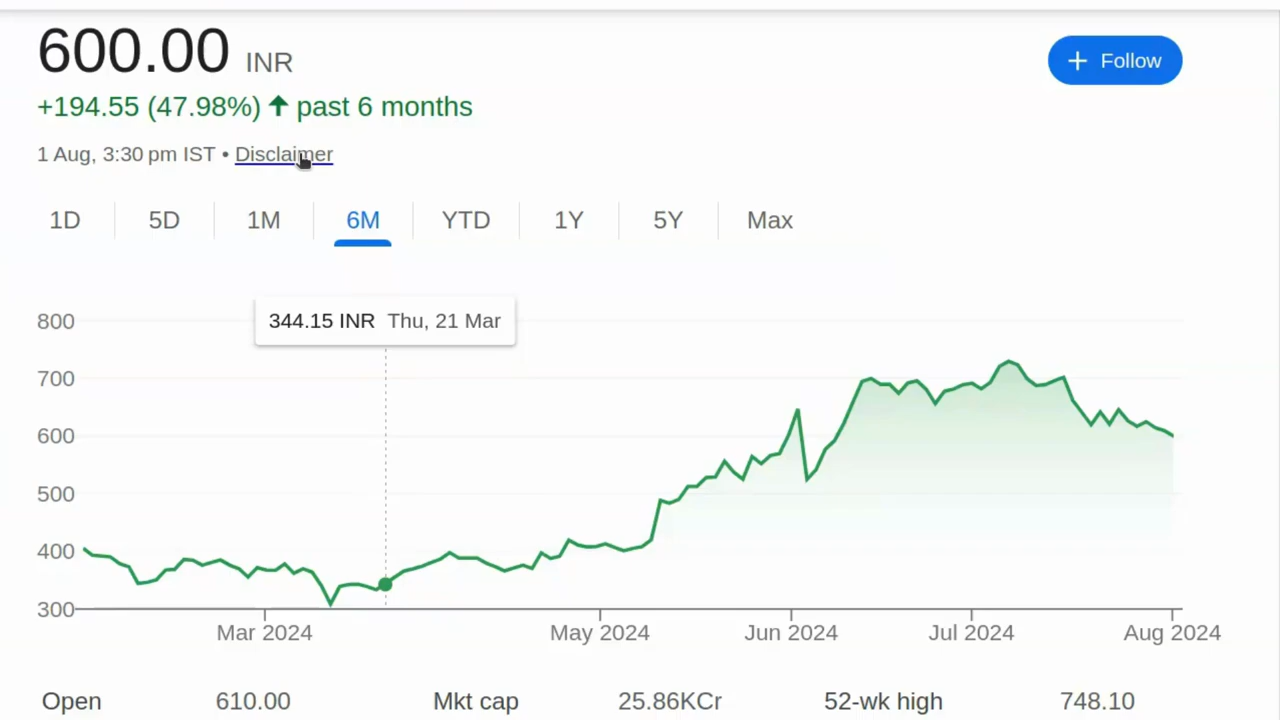 600.00 INR
+ Follow
+194.55 (47.98%) ↑ past 6 months
1 Aug, 3:30 pm IST • Disclaimer
1D 5D 1M 6M YTD 1Y 5Y Max
344.15 INR Thu, 21 Mar
800
700
600
500
400
300
Mar 2024 May 2024 Jun 2024 Jul 2024 Aug 2024
Open 610.00 Mkt cap 25.86KCr 52-wk high 748.10